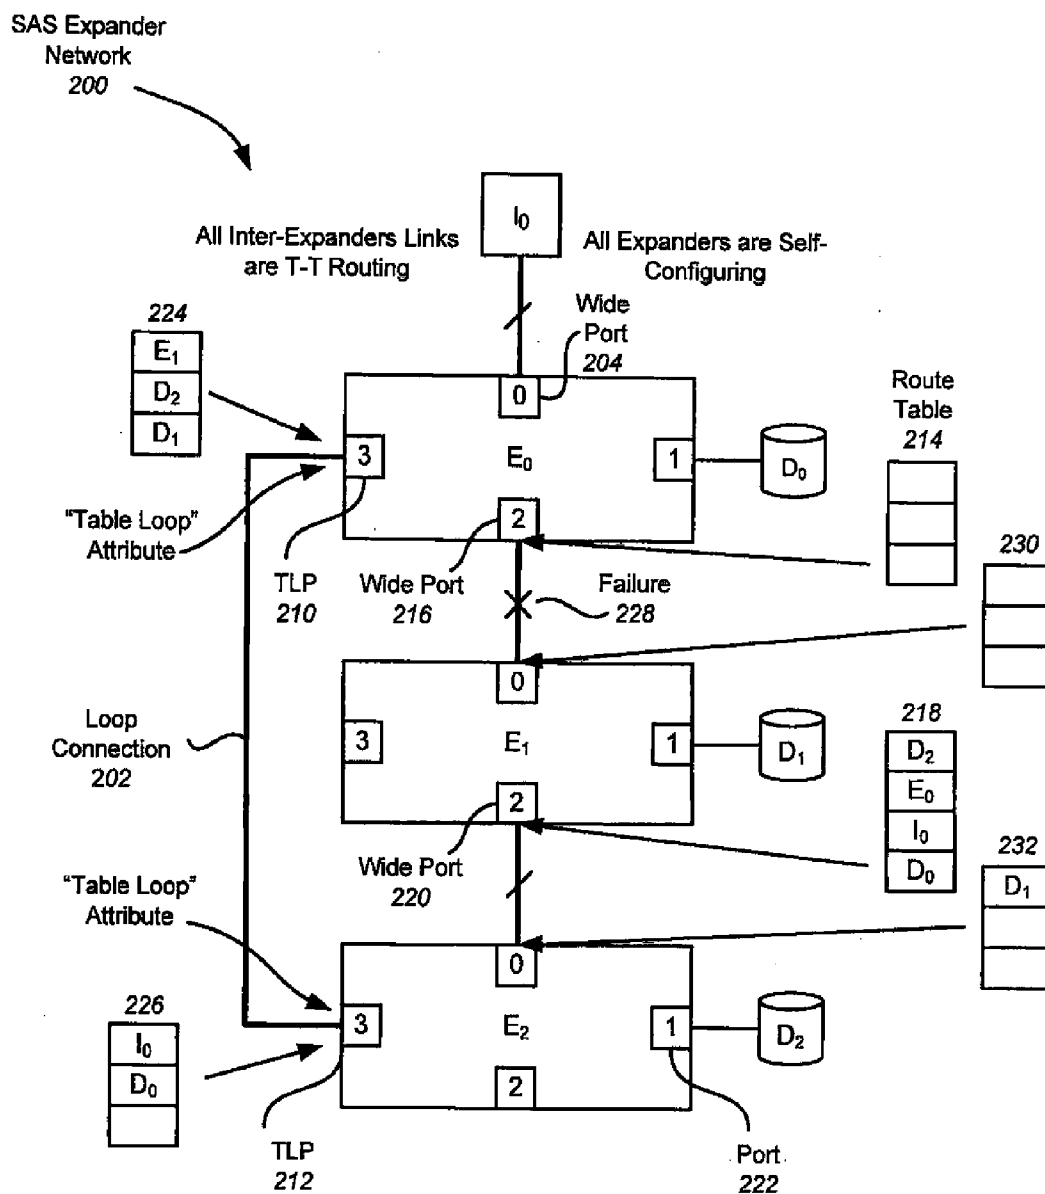 SAS Expander
Network
200
I0
All Inter-Expanders Links
are T-T Routing
All Expanders are Self-
Configuring
224
E1
D2
D1
Wide
Port
204
0
3
E0
1
D0
2
Route
Table
214
"Table Loop"
Attribute
TLP
210
Wide Port
216
Failure
228
230
0
3
E1
1
D1
2
Loop
Connection
202
218
D2
E0
I0
D0
Wide Port
220
232
D1
"Table Loop"
Attribute
0
3
E2
1
D2
2
226
I0
D0
TLP
212
Port
222